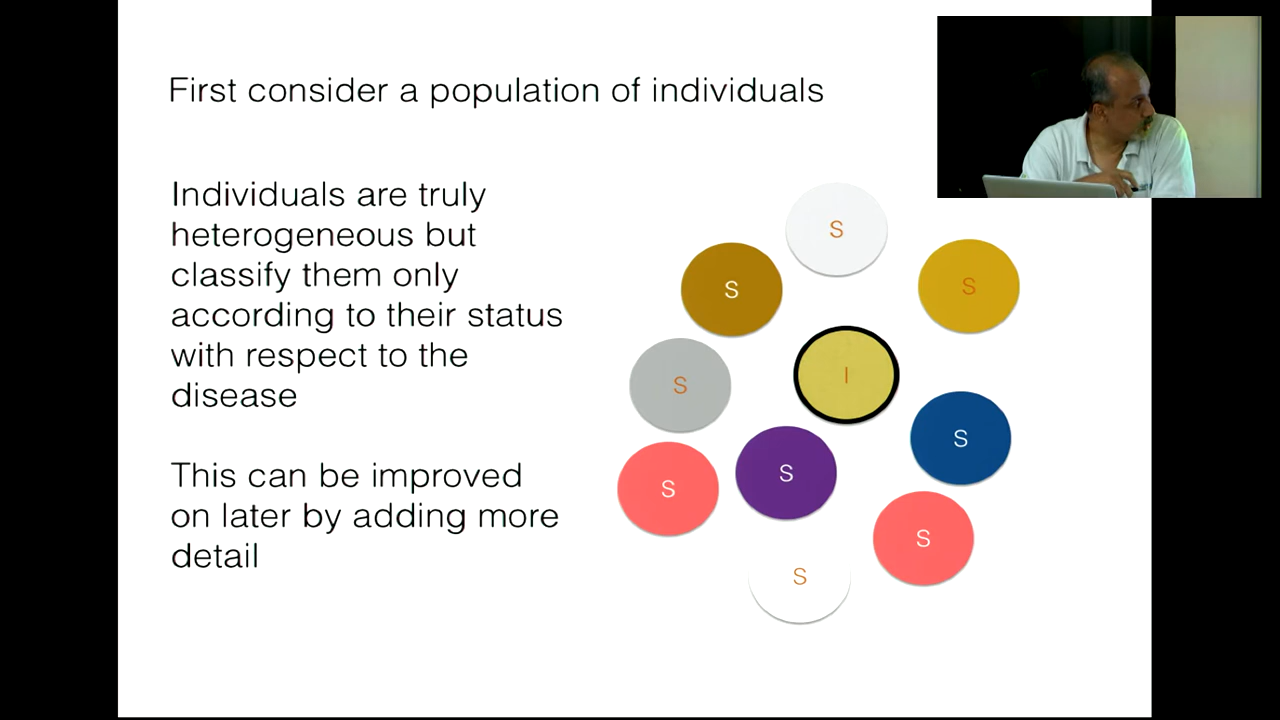 First consider a population of individuals
Individuals are truly
heterogeneous but
classify them only
according to their status
with respect to the
disease
This can be improved
on later by adding more
detail
S
S
S
S
I
S
S
S
S
S